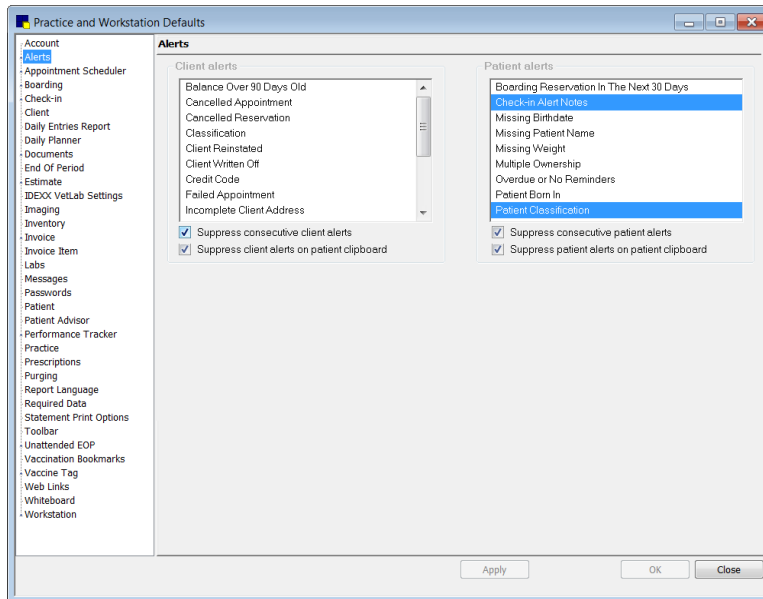 Practice and Workstation Defaults
Account
Alerts
Appointment Scheduler
Boarding
Check-in
Client
Daily Entries Report
Daily Planner
Documents
End Of Period
Estimate
IDEXX VetLab Settings
Imaging
Inventory
Invoice
Invoice Item
Labs
Messages
Passwords
Patient
Patient Advisor
Performance Tracker
Practice
Prescriptions
Purging
Report Language
Required Data
Statement Print Options
Toolbar
Unattended EOP
Vaccination Bookmarks
Vaccine Tag
Web Links
Whiteboard
Workstation
Alerts
Client alerts
Balance Over 90 Days Old
Cancelled Appointment
Cancelled Reservation
Classification
Client Reinstated
Client Written Off
Credit Code
Failed Appointment
Incomplete Client Address
Suppress consecutive client alerts
Suppress client alerts on patient clipboard
Patient alerts
Boarding Reservation In The Next 30 Days
Check-in Alert Notes
Missing Birthdate
Missing Patient Name
Missing Weight
Multiple Ownership
Overdue or No Reminders
Patient Born In
Patient Classification
Suppress consecutive patient alerts
Suppress patient alerts on patient clipboard
Apply
OK
Close